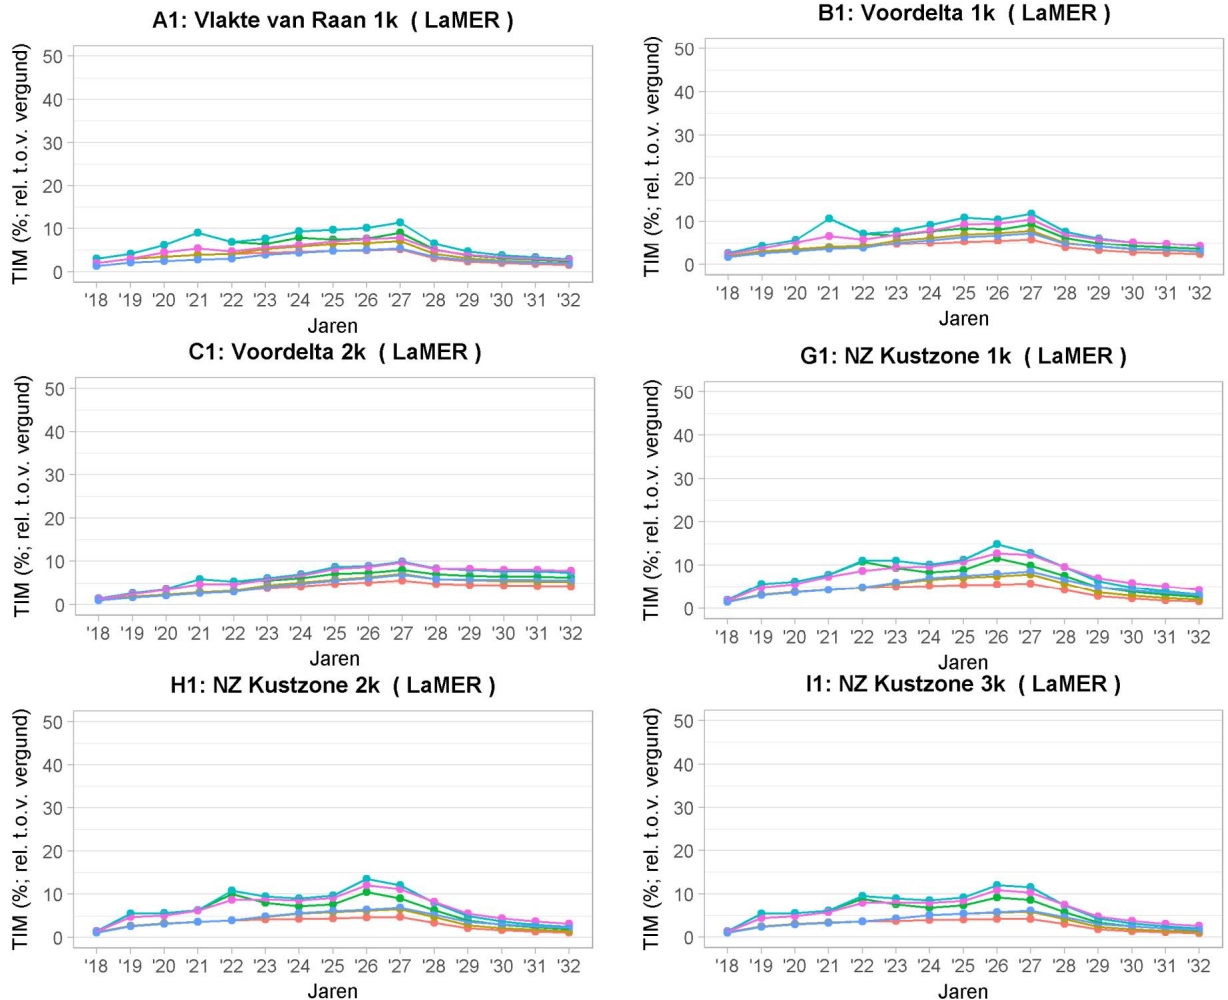 A1: Vlakte van Raan 1k ( LaMER )
TIM (%; rel. t.o.v. vergund)
50
40
30
20
10
0
'18 '19 '20 '21 '22 '23 '24 '25 '26 '27 '28 '29 '30 '31 '32
Jaren
B1: Voordelta 1k ( LaMER )
TIM (%; rel. t.o.v. vergund)
50
40
30
20
10
0
'18 '19 '20 '21 '22 '23 '24 '25 '26 '27 '28 '29 '30 '31 '32
Jaren
C1: Voordelta 2k ( LaMER )
TIM (%; rel. t.o.v. vergund)
50
40
30
20
10
0
'18 '19 '20 '21 '22 '23 '24 '25 '26 '27 '28 '29 '30 '31 '32
Jaren
G1: NZ Kustzone 1k ( LaMER )
TIM (%; rel. t.o.v. vergund)
50
40
30
20
10
0
'18 '19 '20 '21 '22 '23 '24 '25 '26 '27 '28 '29 '30 '31 '32
Jaren
H1: NZ Kustzone 2k ( LaMER )
TIM (%; rel. t.o.v. vergund)
50
40
30
20
10
0
'18 '19 '20 '21 '22 '23 '24 '25 '26 '27 '28 '29 '30 '31 '32
Jaren
I1: NZ Kustzone 3k ( LaMER )
TIM (%; rel. t.o.v. vergund)
50
40
30
20
10
0
'18 '19 '20 '21 '22 '23 '24 '25 '26 '27 '28 '29 '30 '31 '32
Jaren